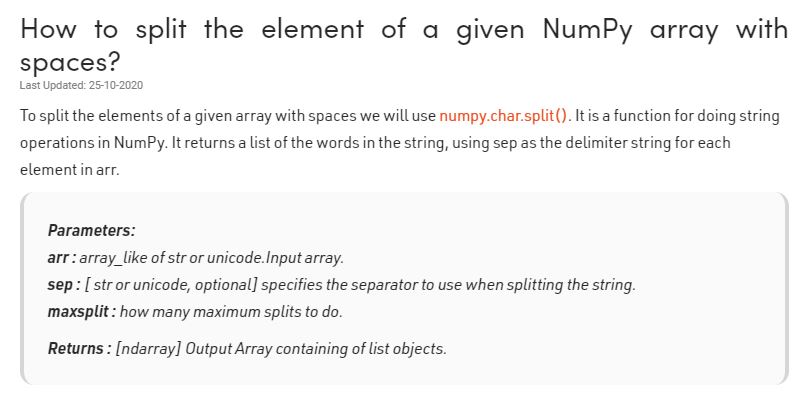 How to split the element of a given NumPy array with
spaces?
Last Updated: 25-10-2020
To split the elements of a given array with spaces we will use numpy.char.split(). It is a function for doing string
operations in NumPy. It returns a list of the words in the string, using sep as the delimiter string for each
element in arr.
Parameters:
arr : array_like of str or unicode.Input array.
sep : [ str or unicode, optional] specifies the separator to use when splitting the string.
maxsplit : how many maximum splits to do.
Returns : [ndarray] Output Array containing of list objects.